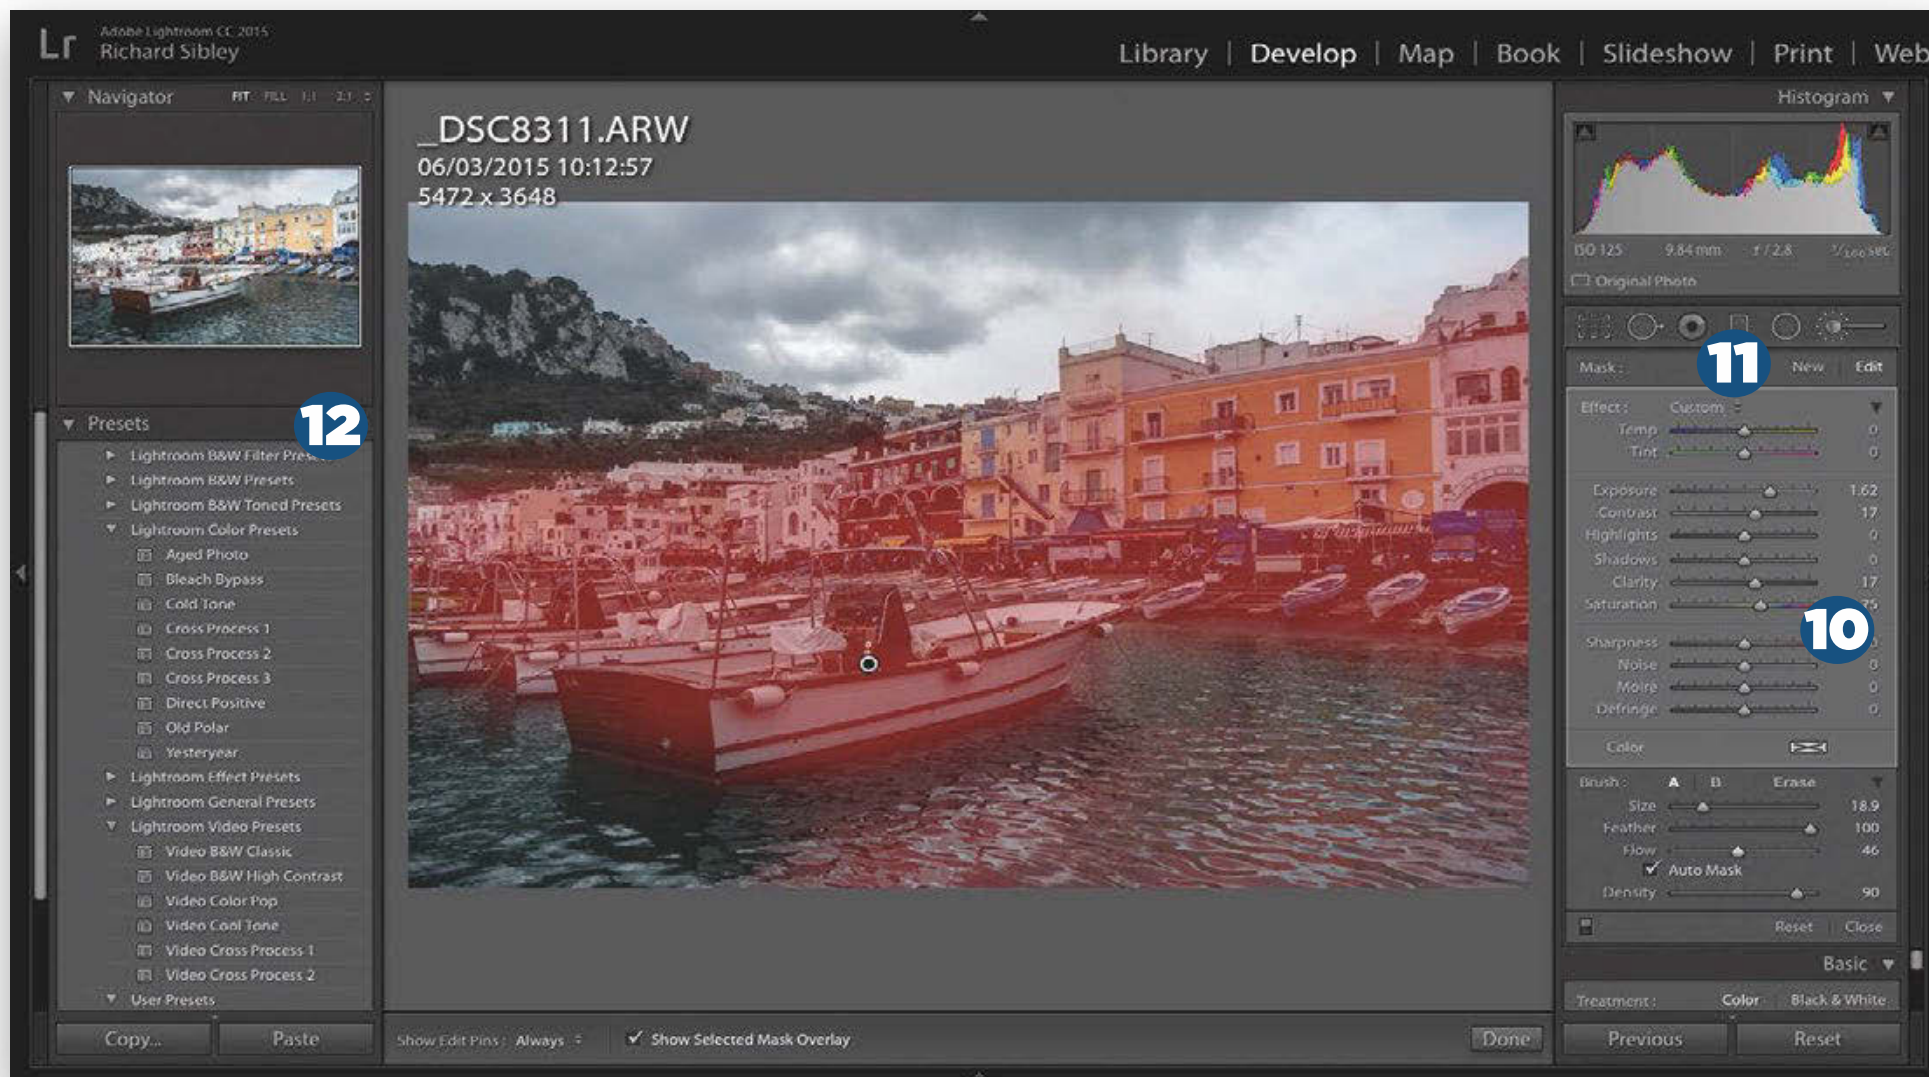 Lr
Adobe Lightroom CC 2015
Richard Sibley
Library | Develop | Map | Book | Slideshow | Print | Web
Navigator FIT FILL 1:1 2:1
12
Presets
Lightroom B&W Filter Prese
Lightroom B&W Presets
Lightroom B&W Toned Presets
Lightroom Color Presets
Aged Photo
Bleach Bypass
Cold Tone
Cross Process 1
Cross Process 2
Cross Process 3
Direct Positive
Old Polar
Yesteryear
Lightroom Effect Presets
Lightroom General Presets
Lightroom Video Presets
Video B&W Classic
Video B&W High Contrast
Video Color Pop
Video Cool Tone
Video Cross Process 1
Video Cross Process 2
User Presets
Copy... Paste
_DSC8311.ARW
06/03/2015 10:12:57
5472 x 3648
Show Edit Pins : Always
Show Selected Mask Overlay
Done
Histogram
ISO 125 9.84 mm f / 2.8 sec
Original Photo
11
Mask : New Edit
Effect : Custom
Temp 0
Tint 0
Exposure 1.62
Contrast 17
Highlights 0
Shadows 0
Clarity 17
Saturation 25
10
Sharpness 0
Noise 0
Moire 0
Defringe 0
Color
Brush : A B Erase
Size 18.9
Feather 100
Flow 46
Auto Mask
Density 90
Reset Close
Basic
Treatment : Color Black & White
Previous Reset